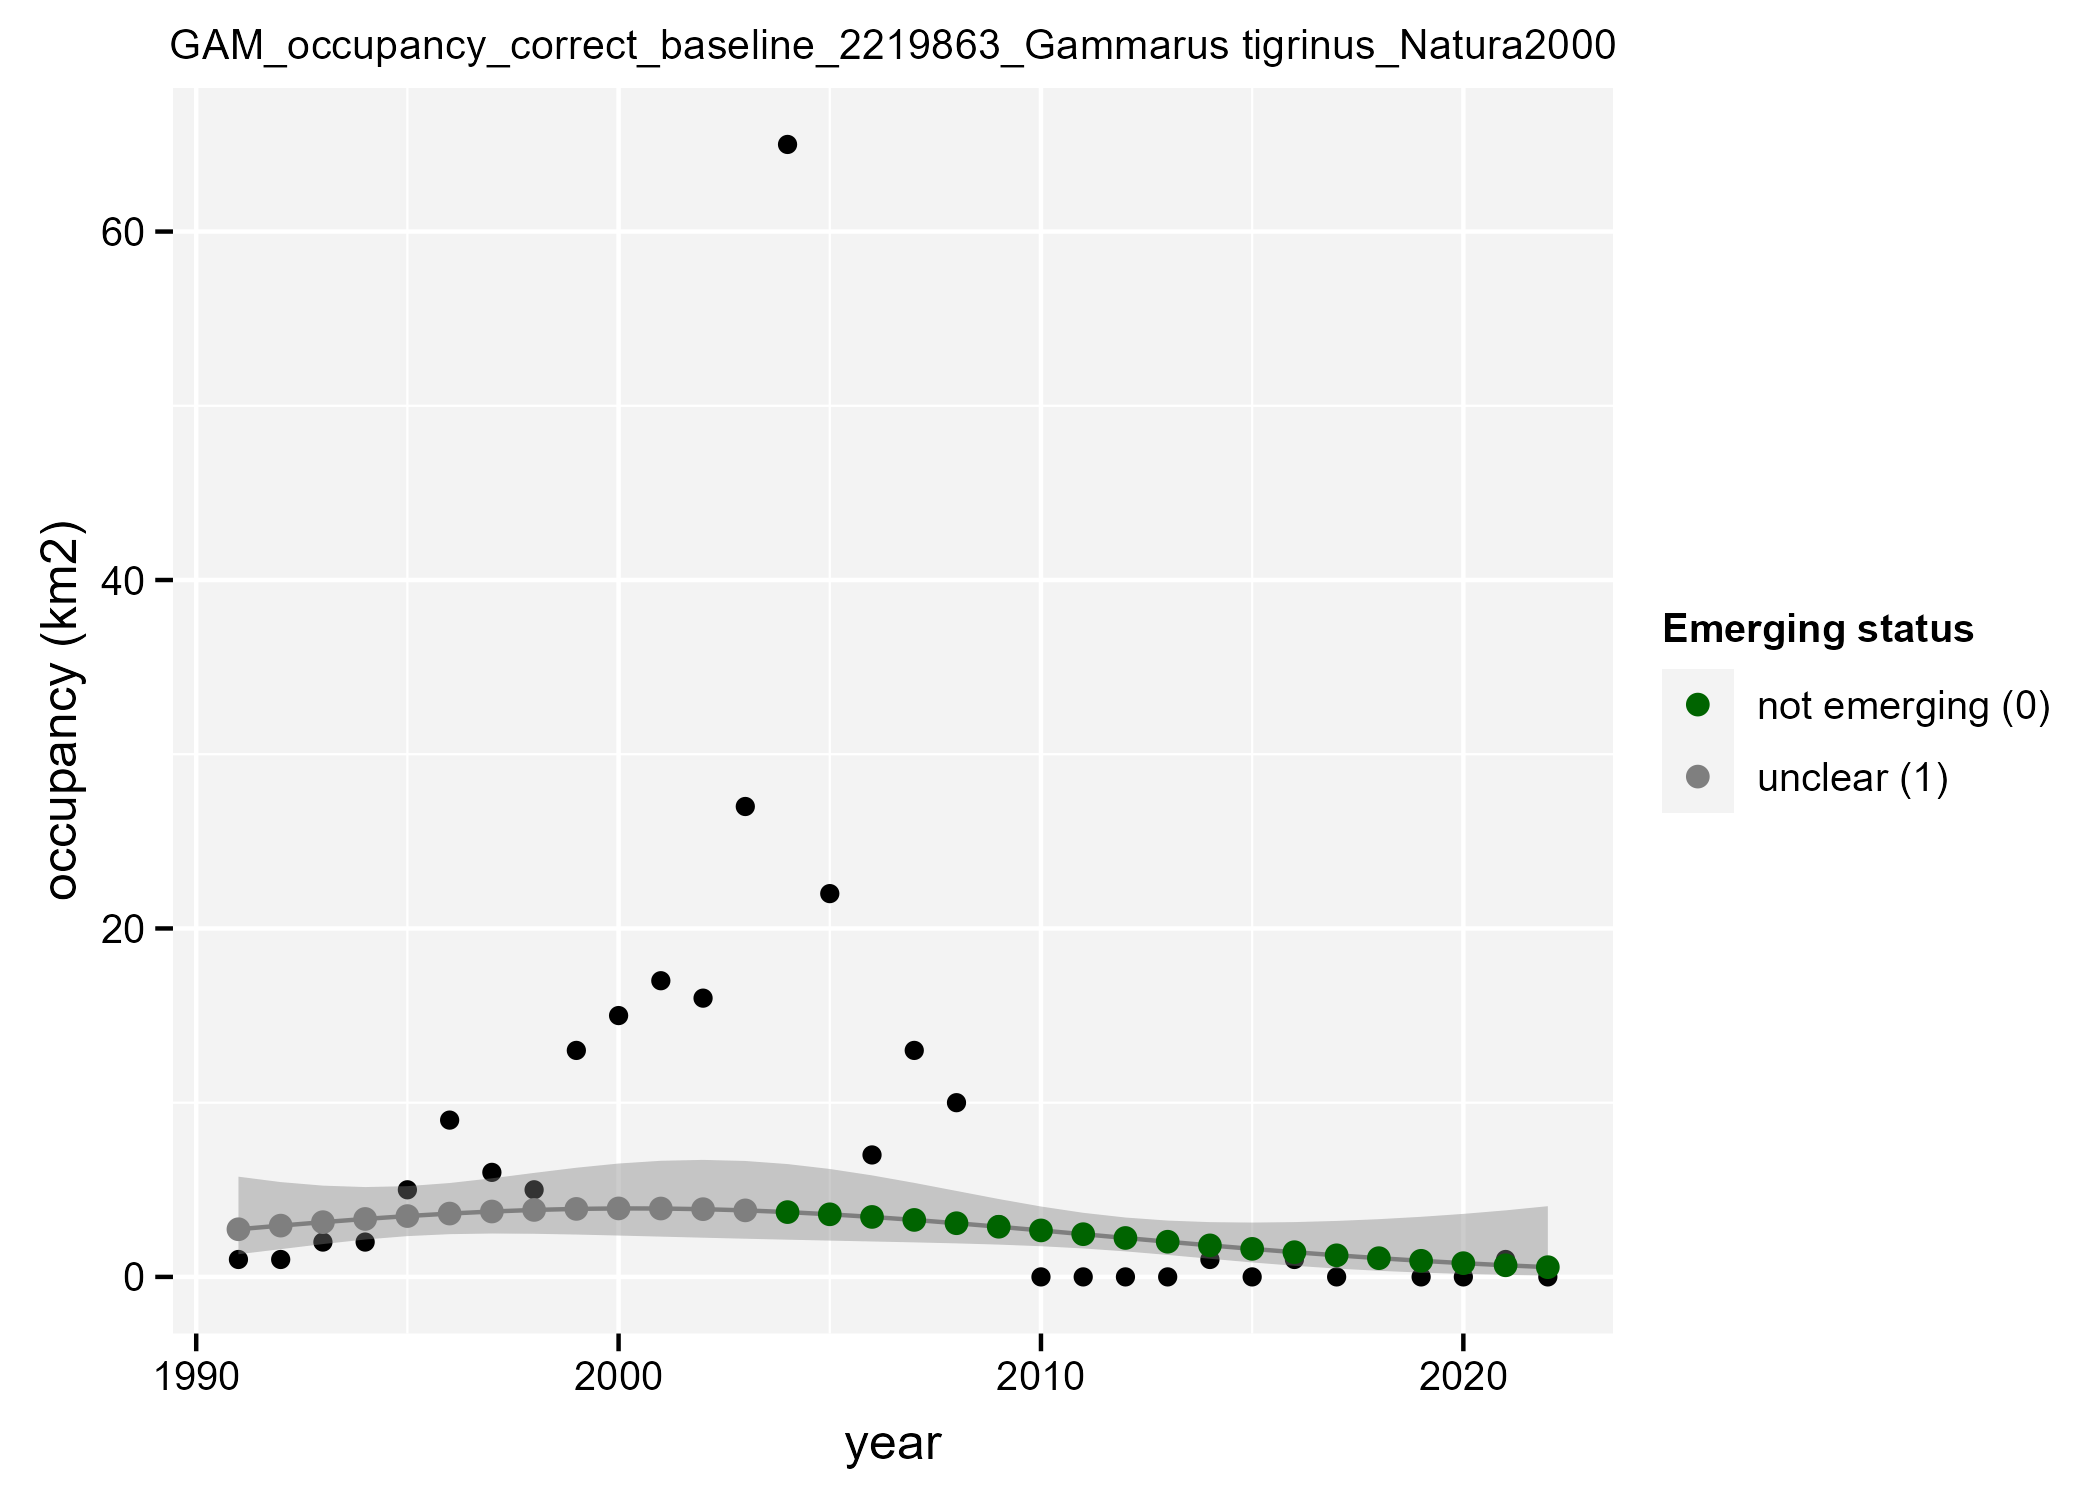 GAM_occupancy_correct_baseline_2219863_Gammarus tigrinus_Natura2000
60
40
20
0
occupancy (km2)
1990
2000
2010
2020
year
Emerging status
not emerging (0)
unclear (1)